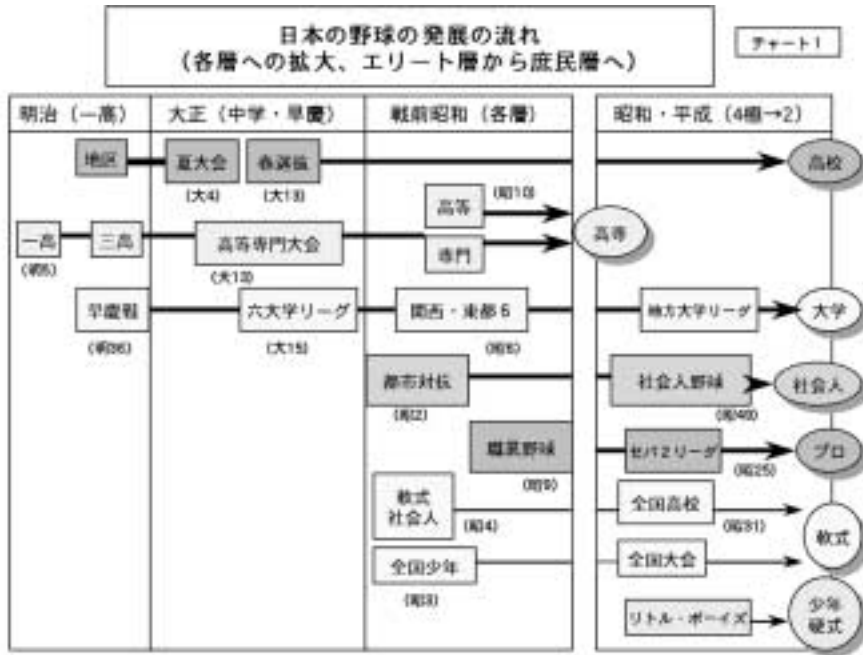 日本の野球の発展の流れ
(各層への拡大、エリート層から庶民層へ)
チャート1
明治(一高)
大正(中学・早慶)
戦前昭和(各層)
昭和・平成(4極→2)
地区
夏大会
春選抜
高校
(大4)
(大13)
(昭10)
高等
高専
一高
三高
高等専門大会
専門
(大13)
早慶戦
六大学リーグ
関西・東都6
地方大学リーグ
大学
(明36)
(大15)
(昭6)
都市対抗
社会人野球
社会人
(昭2)
職業野球
セパ2リーグ
プロ
(昭9)
(昭25)
軟式
社会人
(昭4)
全国高校
(昭31)
軟式
全国少年
全国大会
(昭3)
リトル・ボーイズ
少年
硬式